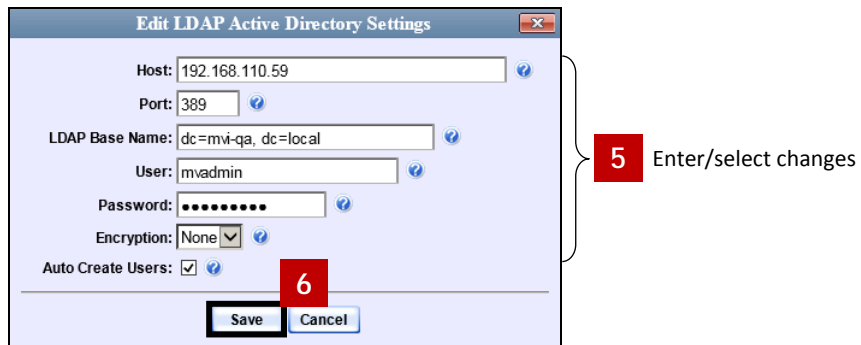 Edit LDAP Active Directory Settings
Host: 192.168.110.59
Port: 389
LDAP Base Name: dc=mvi-qa, dc=local
User: mvadmin
Password: ●●●●●●●●●
Encryption: None
Auto Create Users:
5 Enter/select changes
6
Save Cancel